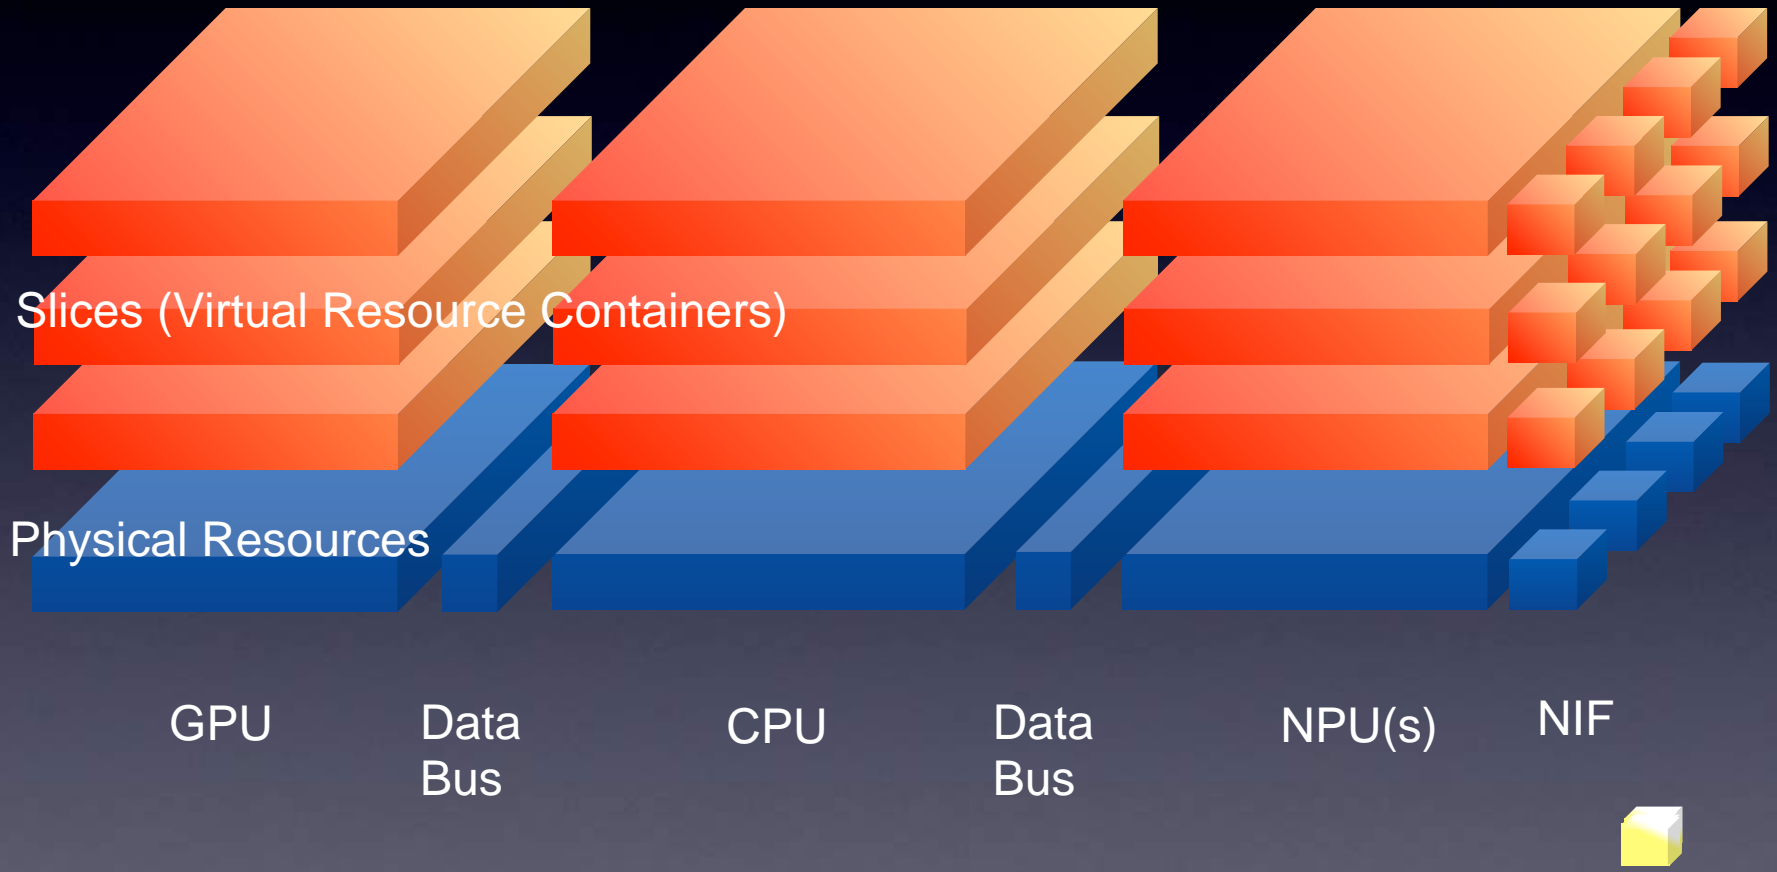 Slices (Virtual Resource Containers)
Physical Resources
GPU
Data
Bus
CPU
Data
Bus
NPU(s)
NIF